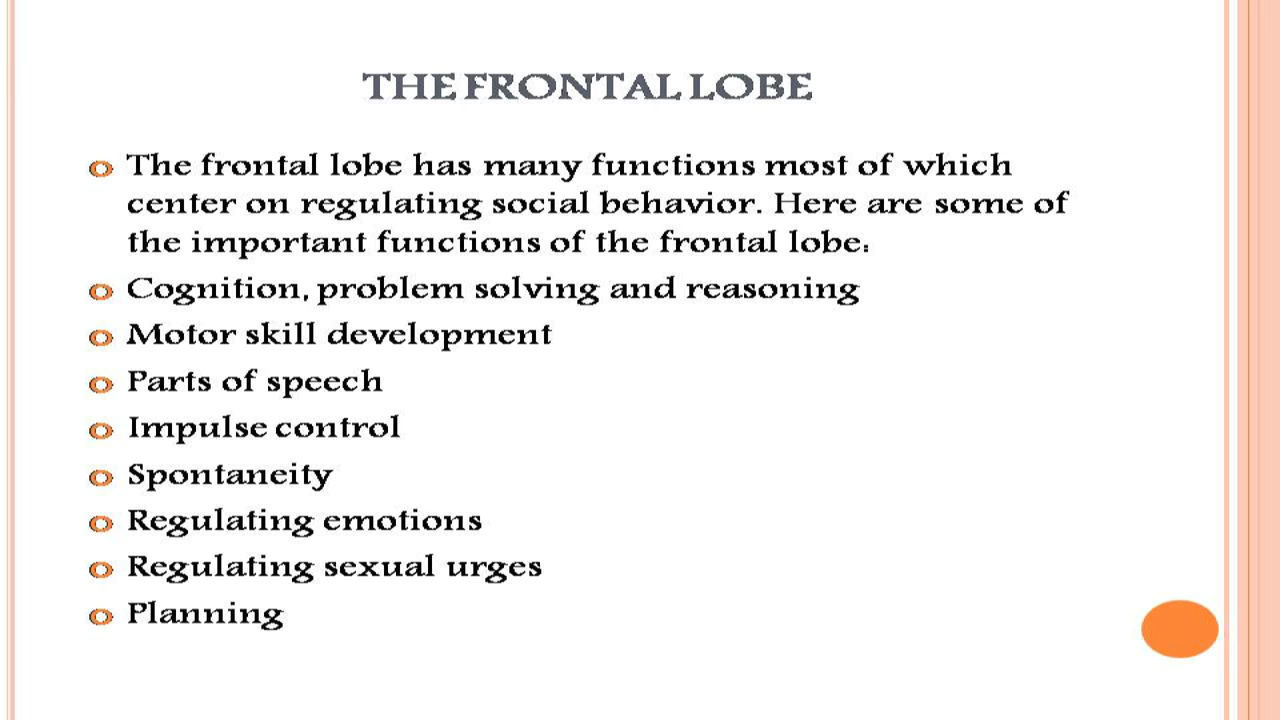 THE FRONTAL LOBE
The frontal lobe has many functions most of which
center on regulating social behavior. Here are some of
the important functions of the frontal lobe:
Cognition, problem solving and reasoning
Motor skill development
Parts of speech
Impulse control
Spontaneity
Regulating emotions
Regulating sexual urges
Planning